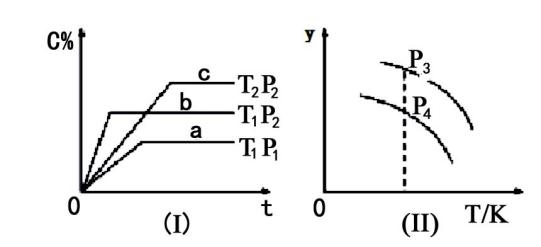 C%
c
T₂P₂
b
T₁P₂
a
T₁P₁
0
t
(I)
y
P₃
P₄
0
(II)
T/K